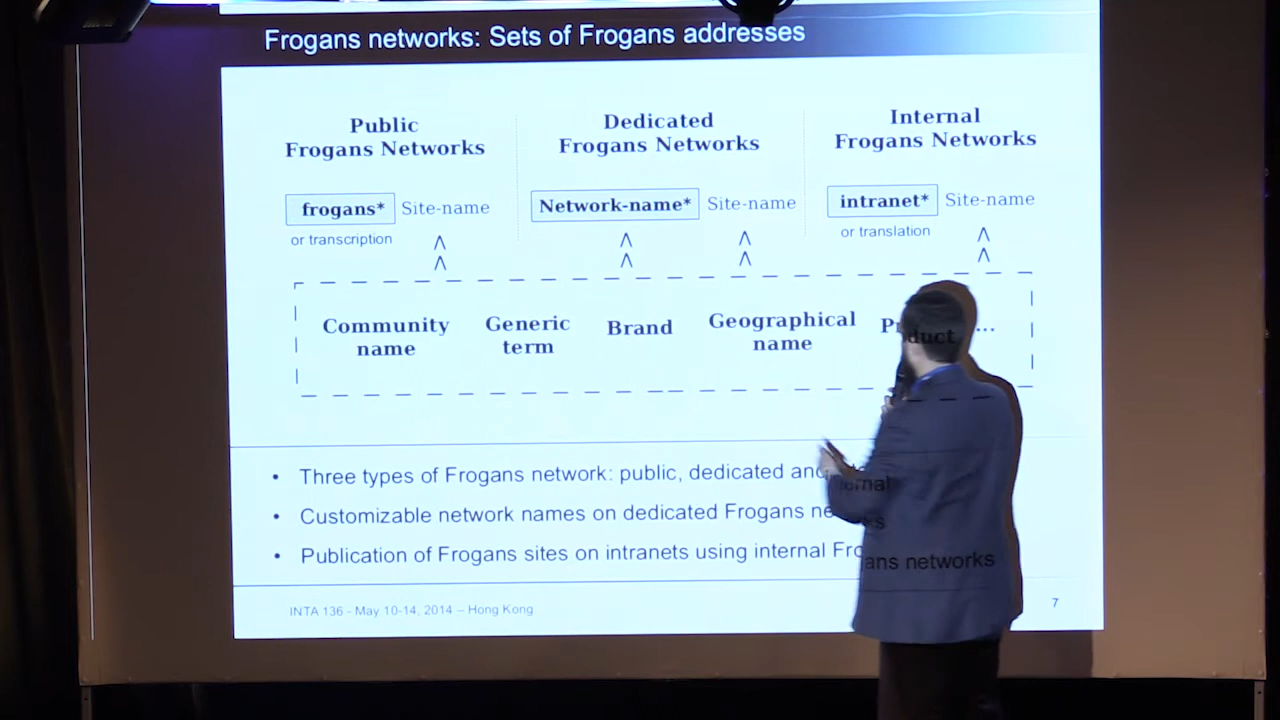 Frogans networks: Sets of Frogans addresses
Public
Frogans Networks
frogans* Site-name
or transcription
Dedicated
Frogans Networks
Network-name* Site-name
Internal
Frogans Networks
intranet* Site-name
or translation
Community
name
Generic
term
Brand
Geographical
name
Product
...
• Three types of Frogans network: public, dedicated and internal
• Customizable network names on dedicated Frogans networks
• Publication of Frogans sites on intranets using internal Frogans networks
INTA 136 - May 10-14, 2014 – Hong Kong
7